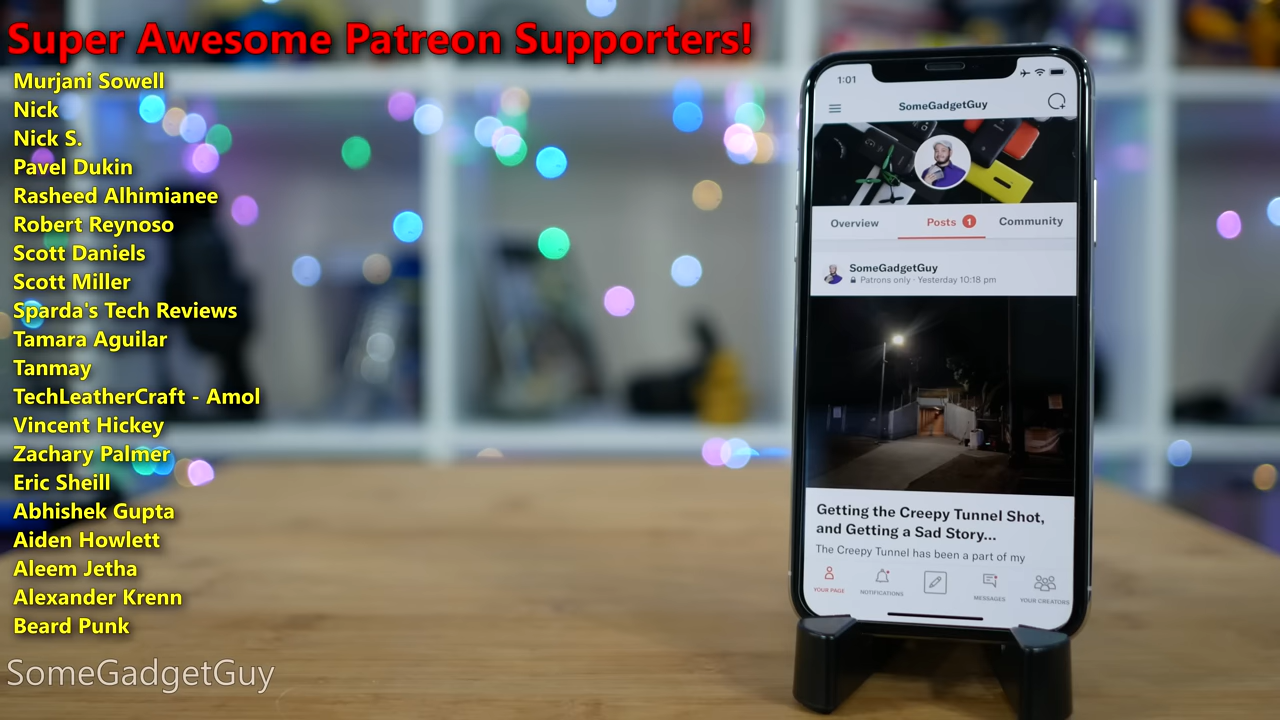 Super Awesome Patreon Supporters!
Murjani Sowell
Nick
Nick S.
Pavel Dukin
Rasheed Alhimianee
Robert Reynoso
Scott Daniels
Scott Miller
Sparda's Tech Reviews
Tamara Aguilar
Tanmay
TechLeatherCraft - Amol
Vincent Hickey
Zachary Palmer
Eric Sheill
Abhishek Gupta
Aiden Howlett
Aleem Jetha
Alexander Krenn
Beard Punk
SomeGadgetGuy
1:01
SomeGadgetGuy
Overview Posts 1 Community
SomeGadgetGuy
Patrons only · Yesterday 10:18 pm
Getting the Creepy Tunnel Shot,
and Getting a Sad Story...
The Creepy Tunnel has been a part of my
YOUR PAGE NOTIFICATIONS MESSAGES YOUR CREATORS